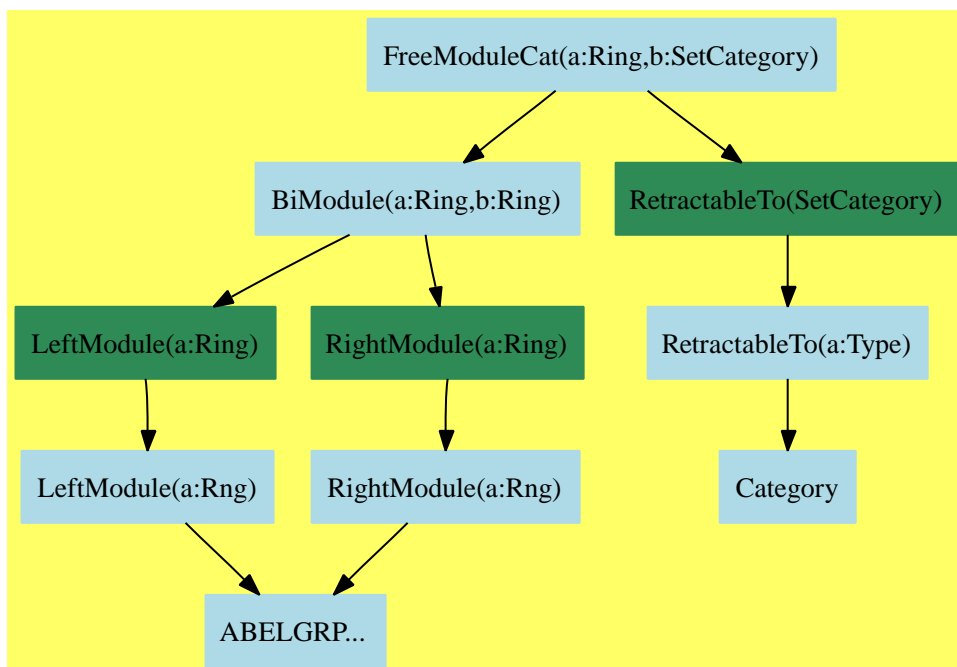 FreeModuleCat(a:Ring,b:SetCategory)
BiModule(a:Ring,b:Ring)
RetractableTo(SetCategory)
LeftModule(a:Ring)
RightModule(a:Ring)
RetractableTo(a:Type)
LeftModule(a:Rng)
RightModule(a:Rng)
Category
ABELGRP...